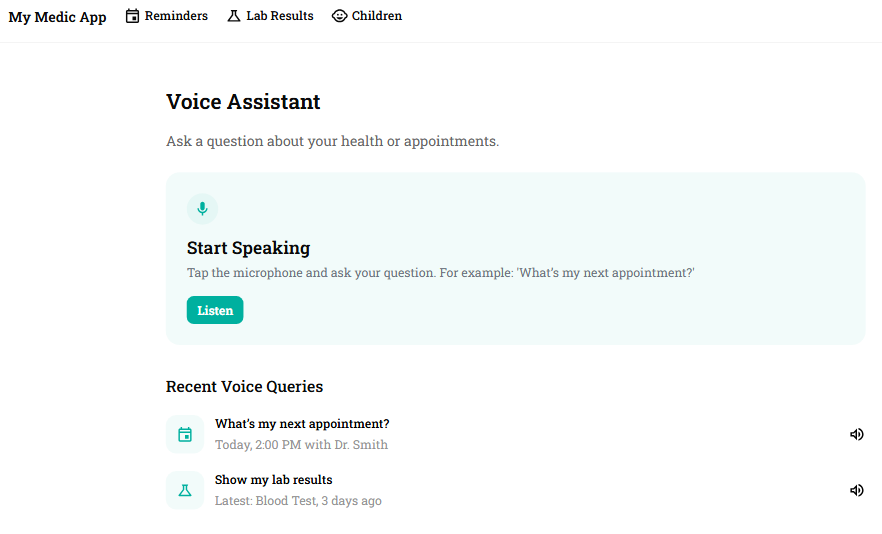 My Medic App Reminders Lab Results Children
Voice Assistant
Ask a question about your health or appointments.
Start Speaking
Tap the microphone and ask your question. For example: 'What's my next appointment?'
Listen
Recent Voice Queries
What's my next appointment?
Today, 2:00 PM with Dr. Smith
Show my lab results
Latest: Blood Test, 3 days ago